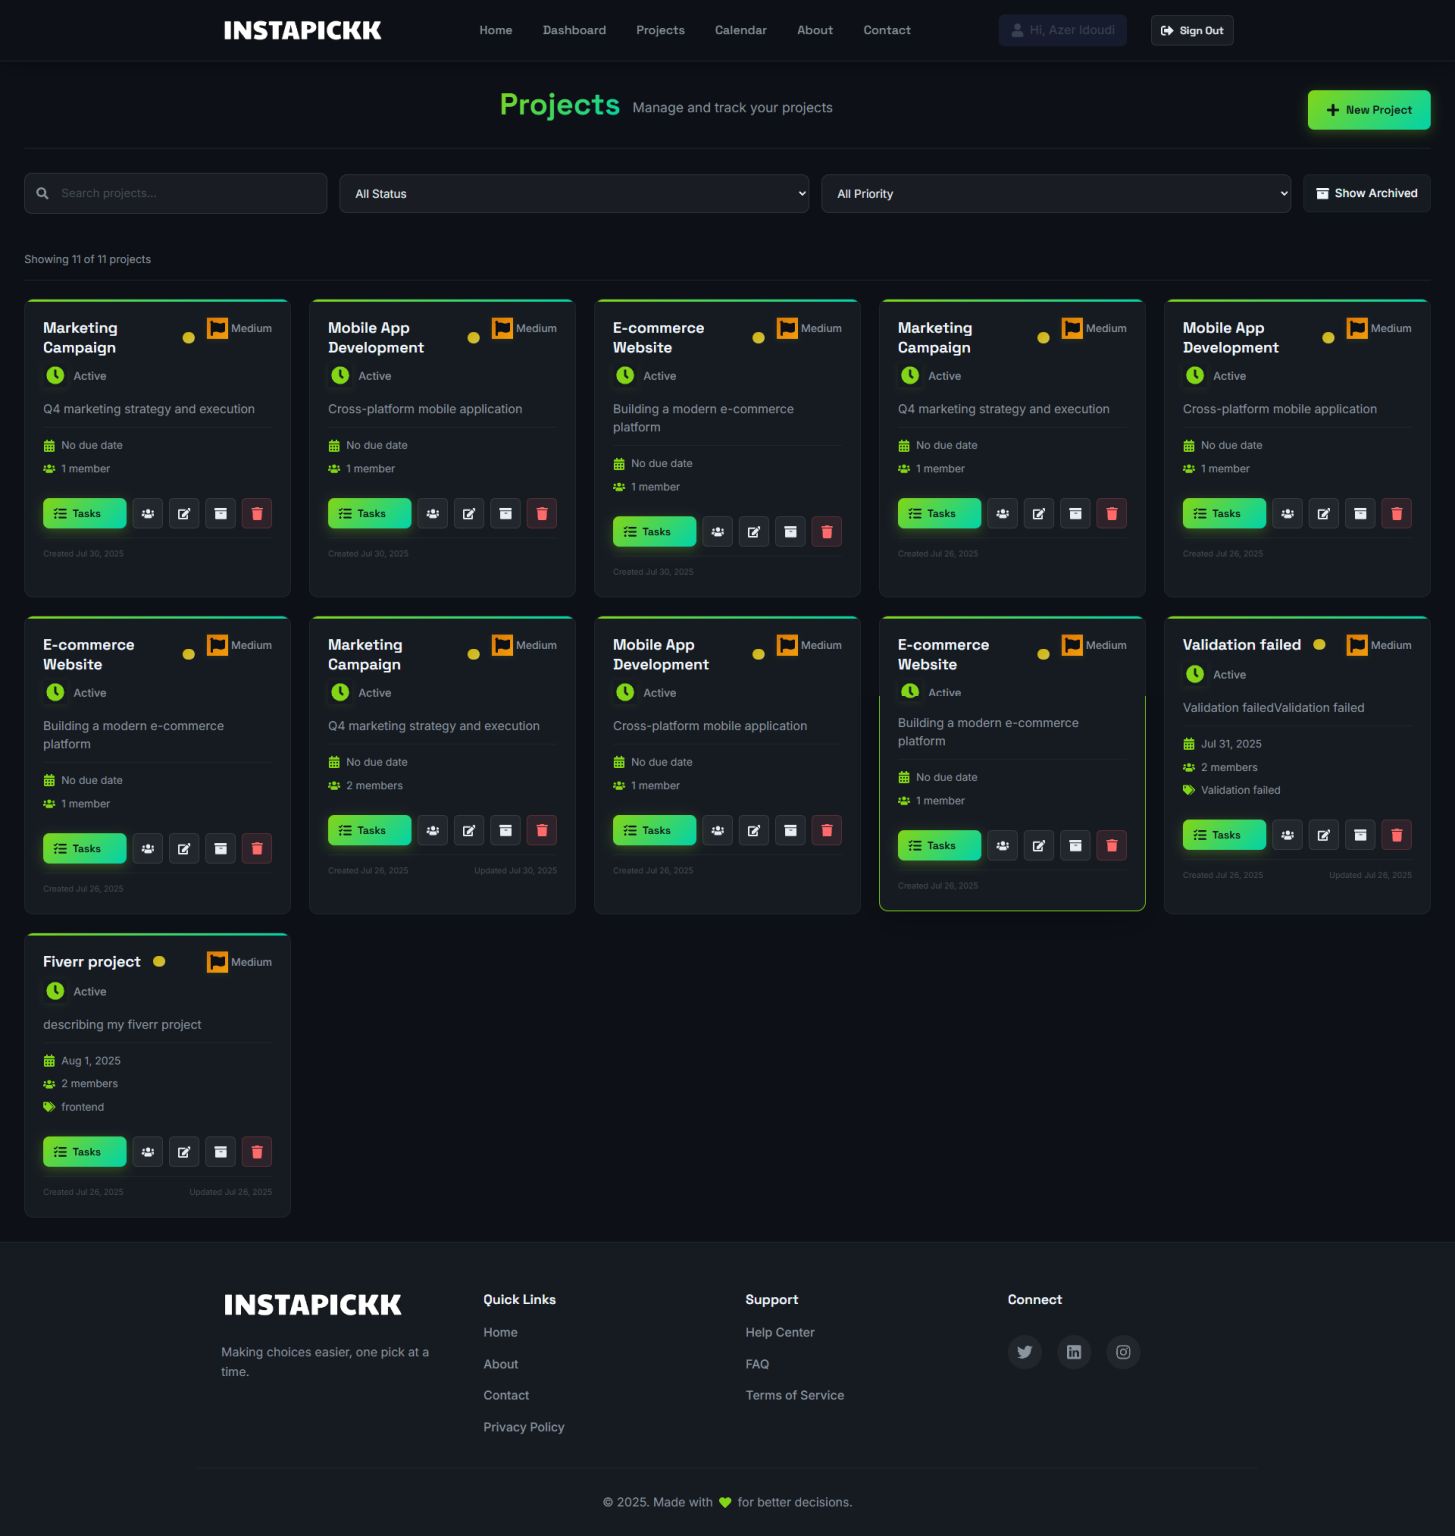 INSTAPICKK
Home Dashboard Projects Calendar About Contact
Hi, Azer Idoudi
Sign Out
Projects Manage and track your projects
New Project
Search projects...
All Status
All Priority
Show Archived
Showing 11 of 11 projects
Marketing Campaign
Medium
Active
Q4 marketing strategy and execution
No due date
1 member
Tasks
Created Jul 30, 2025
Mobile App Development
Medium
Active
Cross-platform mobile application
No due date
1 member
Tasks
Created Jul 30, 2025
E-commerce Website
Medium
Active
Building a modern e-commerce
platform
No due date
1 member
Tasks
Created Jul 30, 2025
Marketing Campaign
Medium
Active
Q4 marketing strategy and execution
No due date
1 member
Tasks
Created Jul 26, 2025
Mobile App Development
Medium
Active
Cross-platform mobile application
No due date
1 member
Tasks
Created Jul 26, 2025
E-commerce Website
Medium
Active
Building a modern e-commerce
platform
No due date
1 member
Tasks
Created Jul 26, 2025
Marketing Campaign
Medium
Active
Q4 marketing strategy and execution
No due date
2 members
Tasks
Created Jul 26, 2025 Updated Jul 30, 2025
Mobile App Development
Medium
Active
Cross-platform mobile application
No due date
1 member
Tasks
Created Jul 26, 2025
E-commerce Website
Medium
Active
Building a modern e-commerce
platform
No due date
1 member
Tasks
Created Jul 26, 2025
Validation failed
Medium
Active
Validation failedValidation failed
Jul 31, 2025
2 members
Validation failed
Tasks
Created Jul 26, 2025 Updated Jul 26, 2025
Fiverr project
Medium
Active
describing my fiverr project
Aug 1, 2025
2 members
frontend
Tasks
Created Jul 26, 2025 Updated Jul 26, 2025
INSTAPICKK
Making choices easier, one pick at a
time.
Quick Links
Home
About
Contact
Privacy Policy
Support
Help Center
FAQ
Terms of Service
Connect
© 2025. Made with for better decisions.